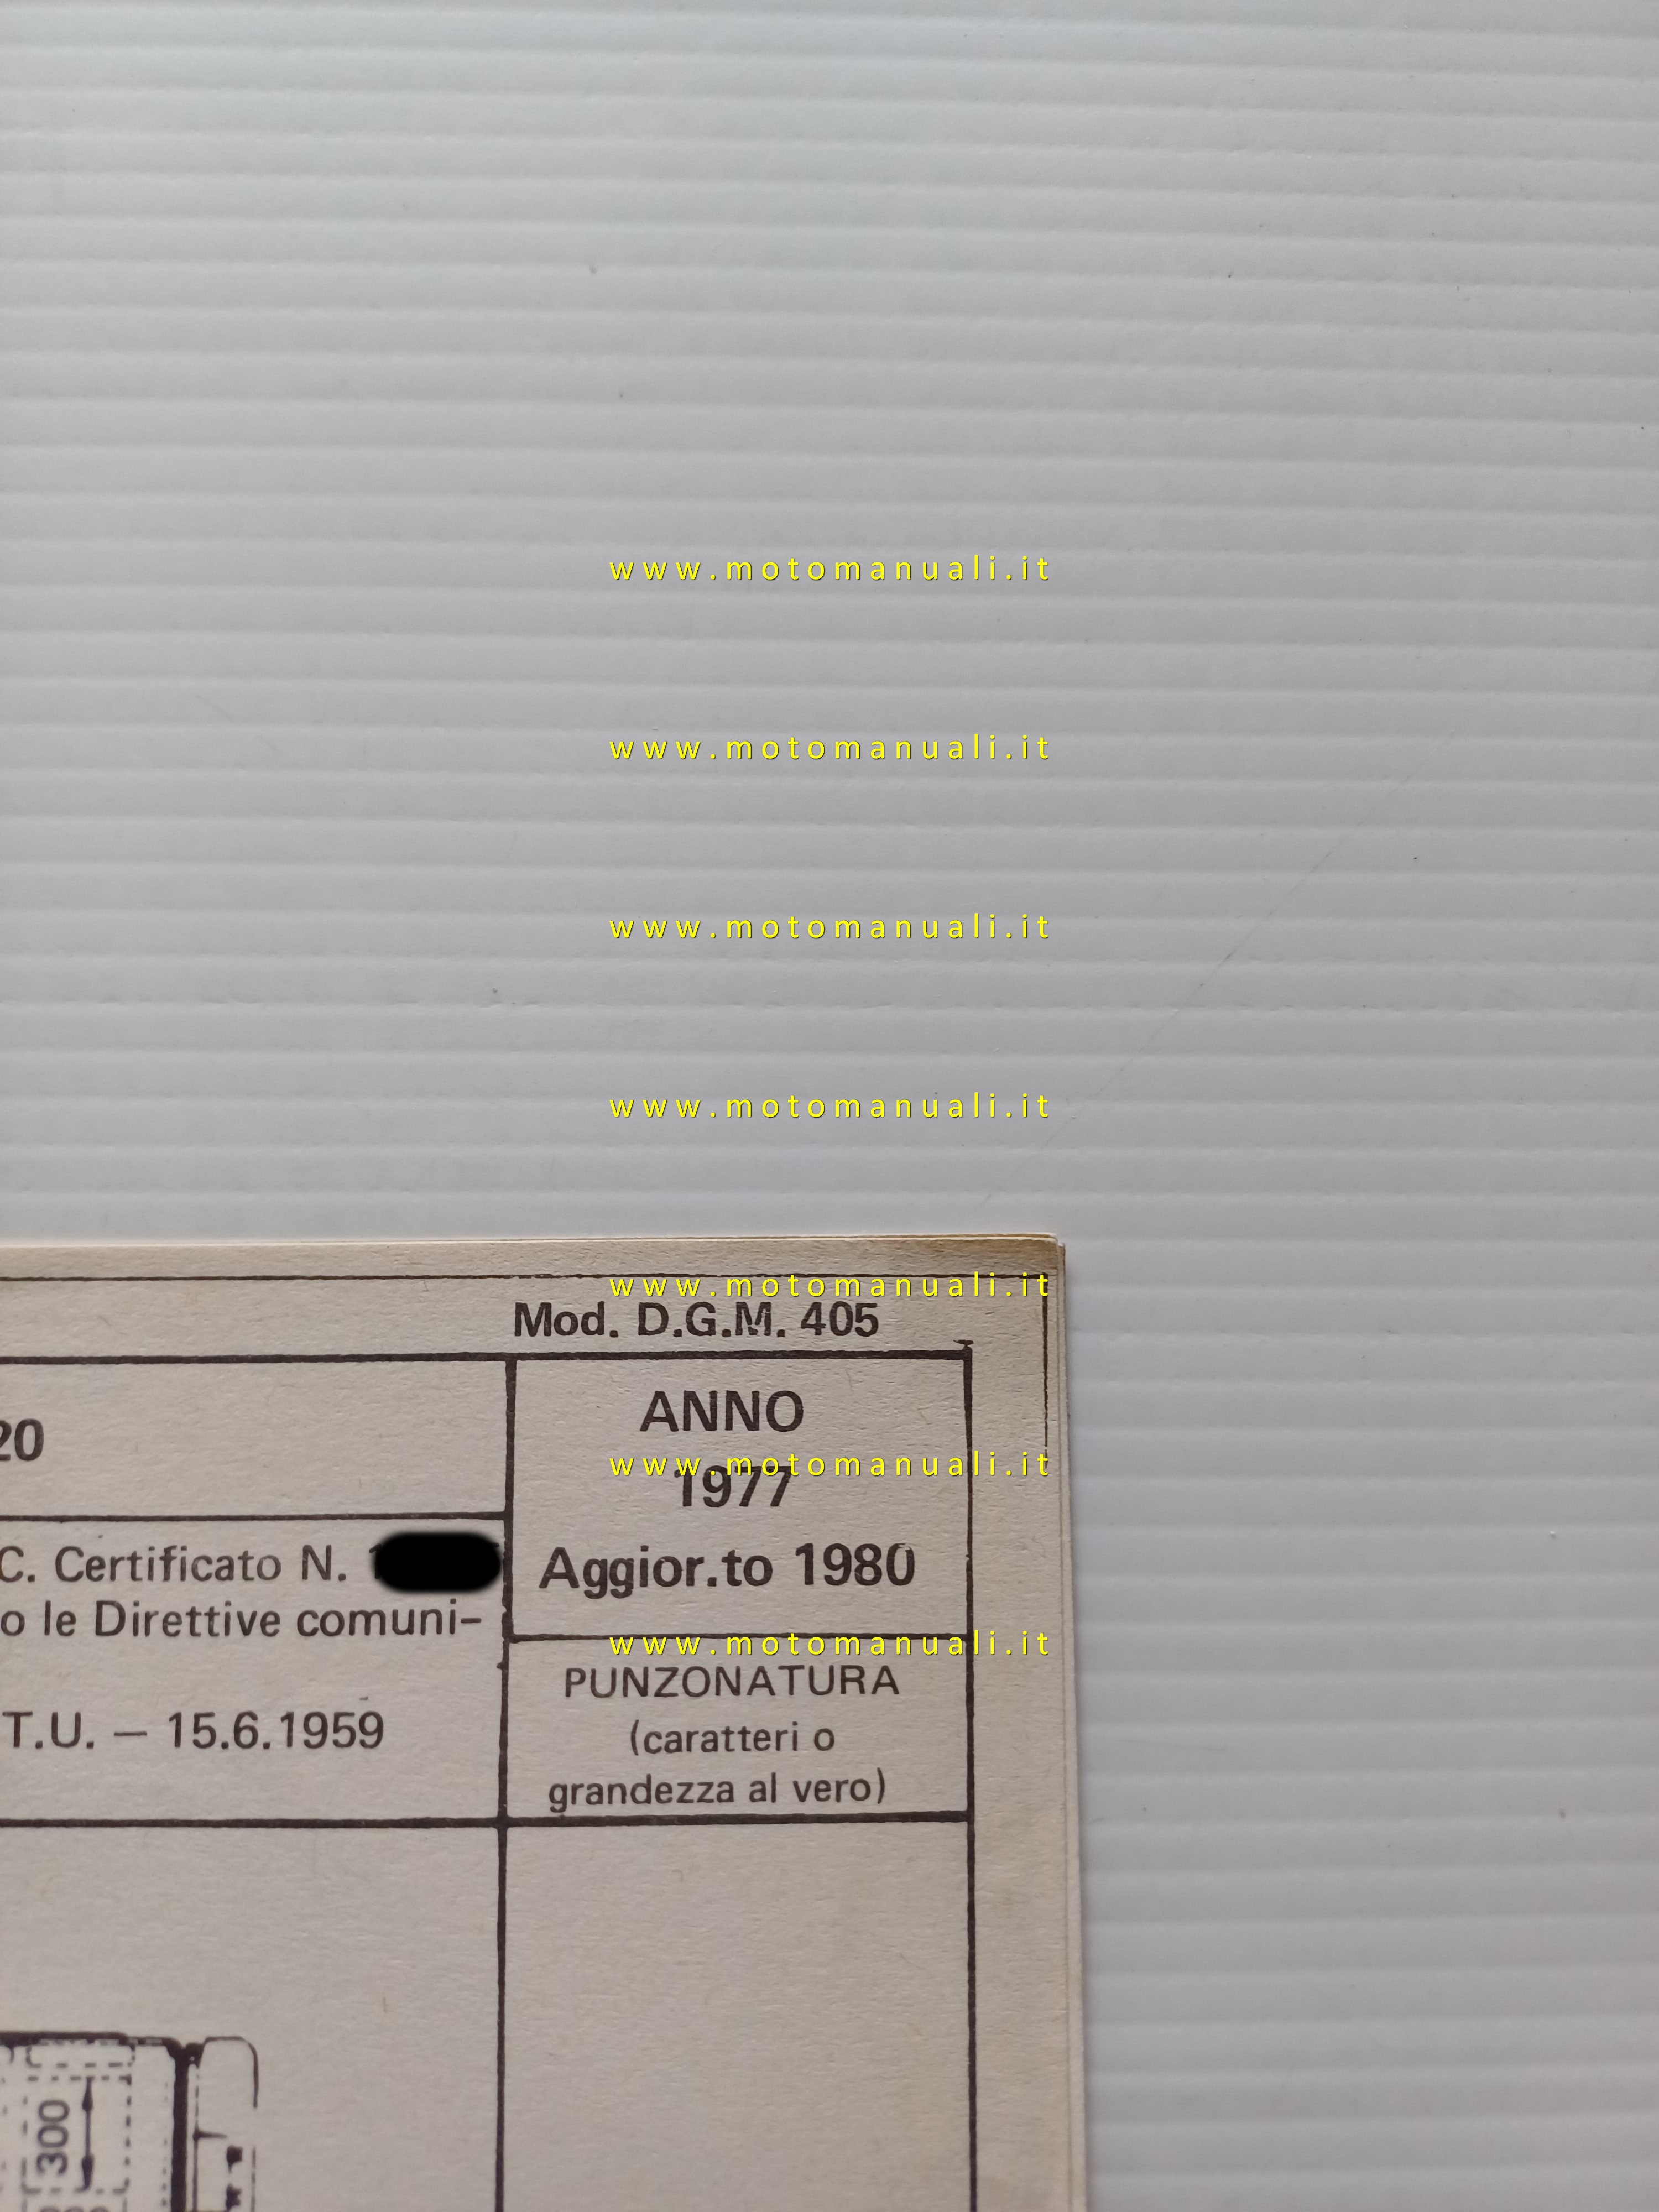 www.motomanuali.it
www.motomanuali.it
www.motomanuali.it
www.motomanuali.it
www.motomanuali.it
Mod. D.G.M. 405
20
ANNO
www.motomanuali.it
1977
C. Certificato N.
Aggior.to 1980
o le Direttive comuni-
www.motomanuali.it
PUNZONATURA
T.U. — 15.6.1959
(caratteri o
grandezza al vero)
300